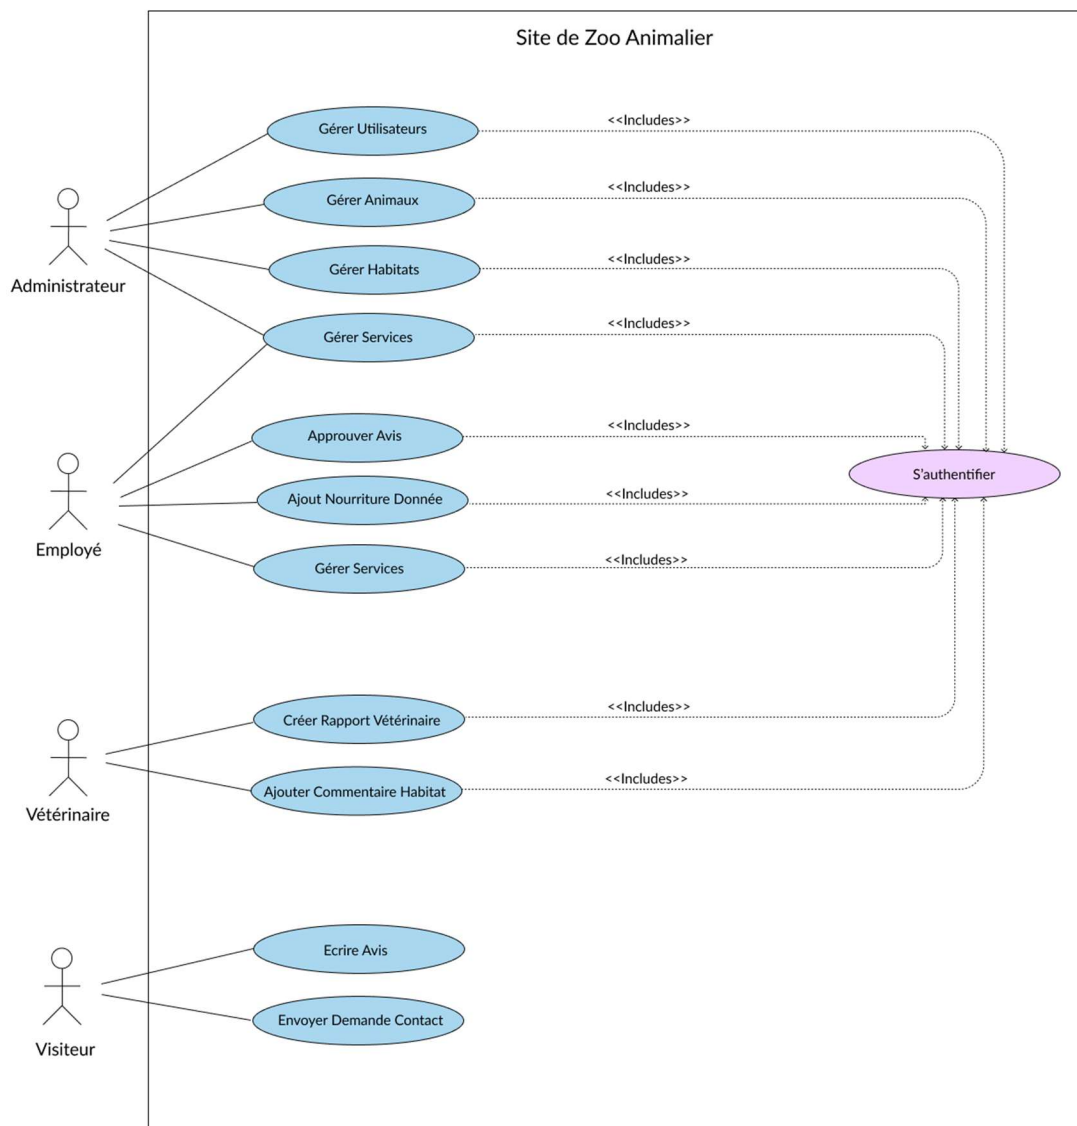 Site de Zoo Animalier
Gérer Utilisateurs
<<Includes>>
Gérer Animaux
<<Includes>>
Administrateur
Gérer Habitats
<<Includes>>
Gérer Services
<<Includes>>
Approuver Avis
<<Includes>>
S'authentifier
Ajout Nourriture Donnée
<<Includes>>
Employé
Gérer Services
<<Includes>>
Créer Rapport Vétérinaire
<<Includes>>
Ajouter Commentaire Habitat
<<Includes>>
Vétérinaire
Ecrire Avis
Envoyer Demande Contact
Visiteur